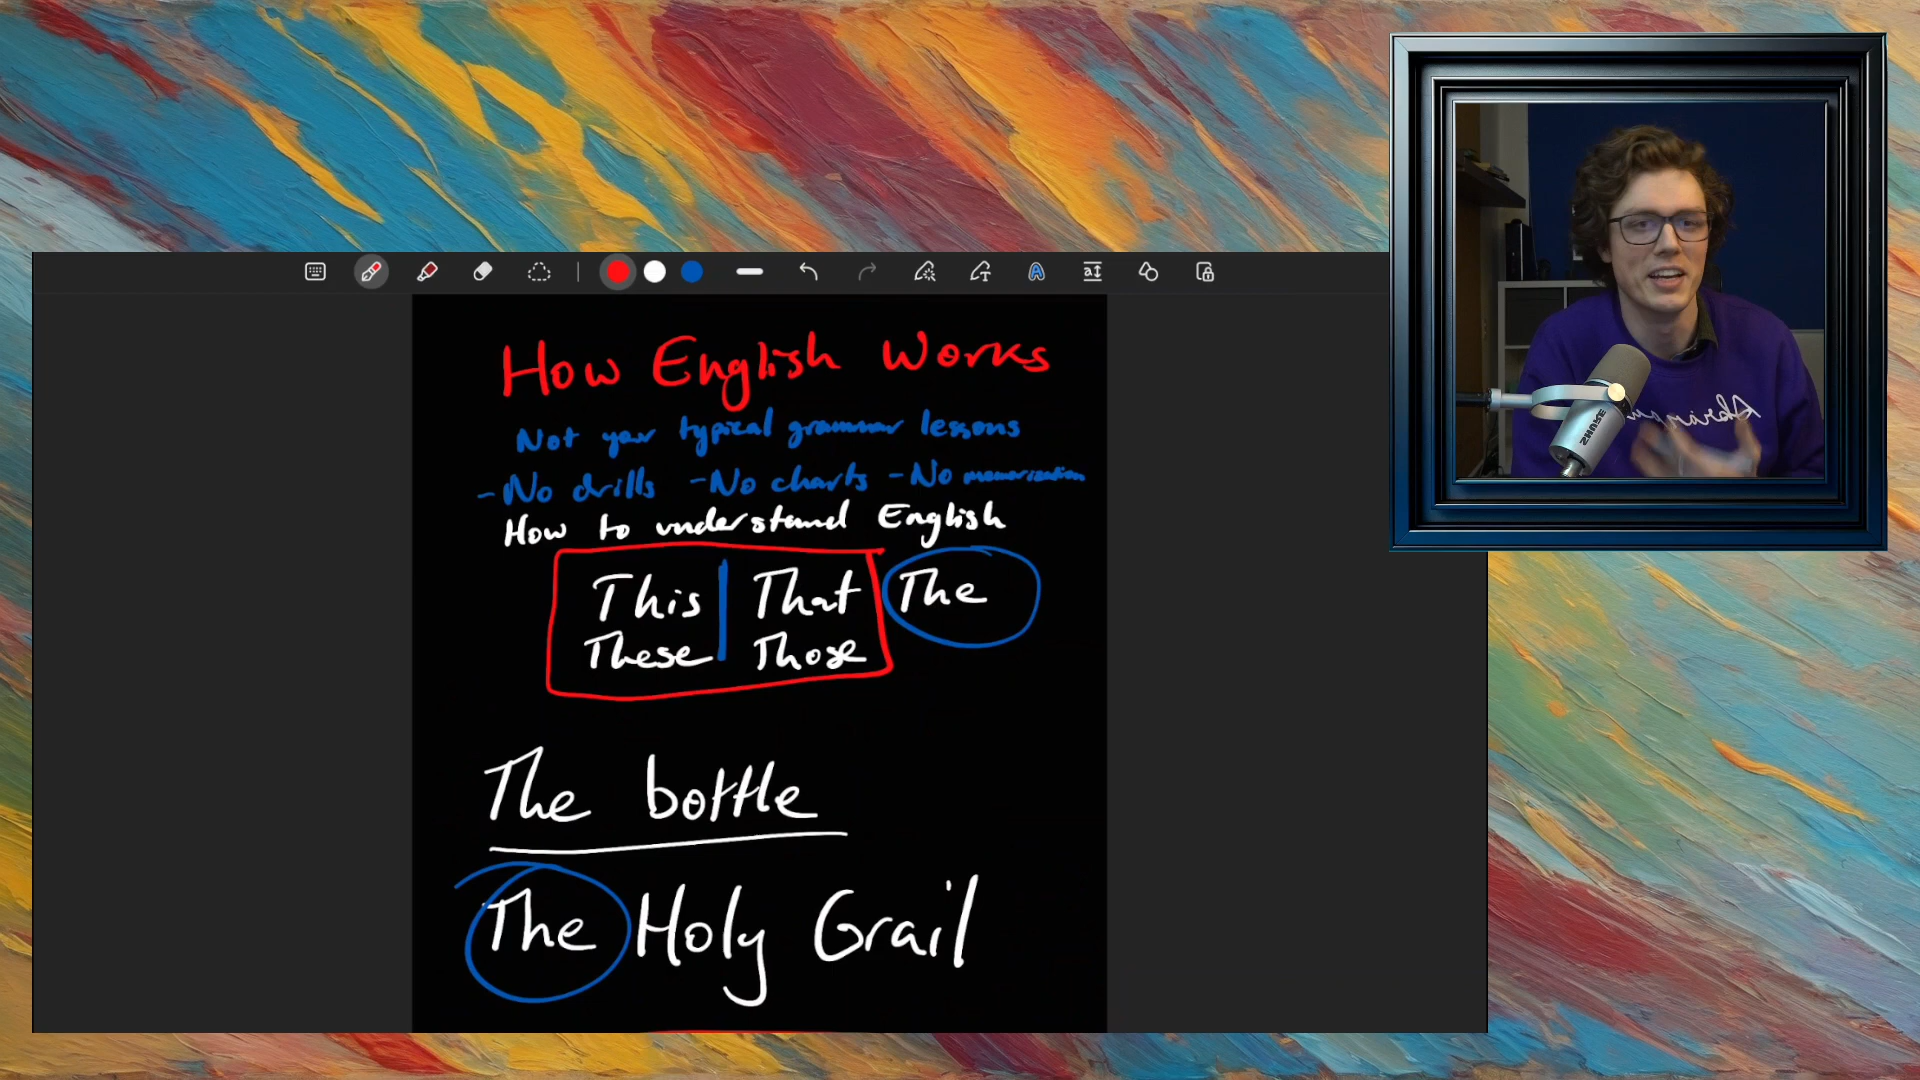 How English Works
Not your typical grammar lessons
- No drills - No charts - No memorization
How to understand English
This | That The
These | Those
The bottle
The Holy Grail
SHURE